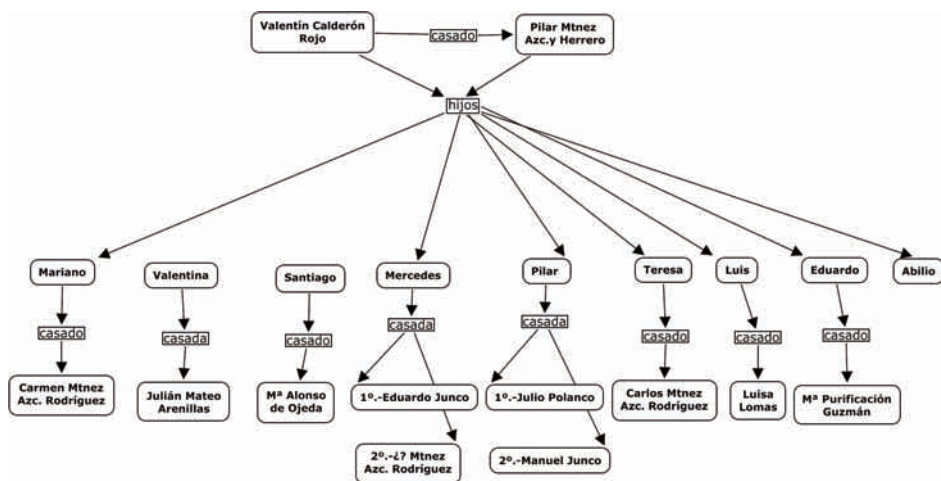 Valentín Calderón
Rojo
casado
Pilar Mtnez
Azc.y Herrero
hijos
Mariano
Valentina
Santiago
Mercedes
Pilar
Teresa
Luis
Eduardo
Abilio
casado
casada
casado
casada
casada
casado
casado
casado
Carmen Mtnez
Azc. Rodríguez
Julián Mateo
Arenillas
Mª Alonso
de Ojeda
1º.-Eduardo Junco
1º.-Julio Polanco
Carlos Mtnez
Azc. Rodríguez
Luisa
Lomas
Mª Purificación
Guzmán
2º.-¿? Mtnez
Azc. Rodríguez
2º.-Manuel Junco